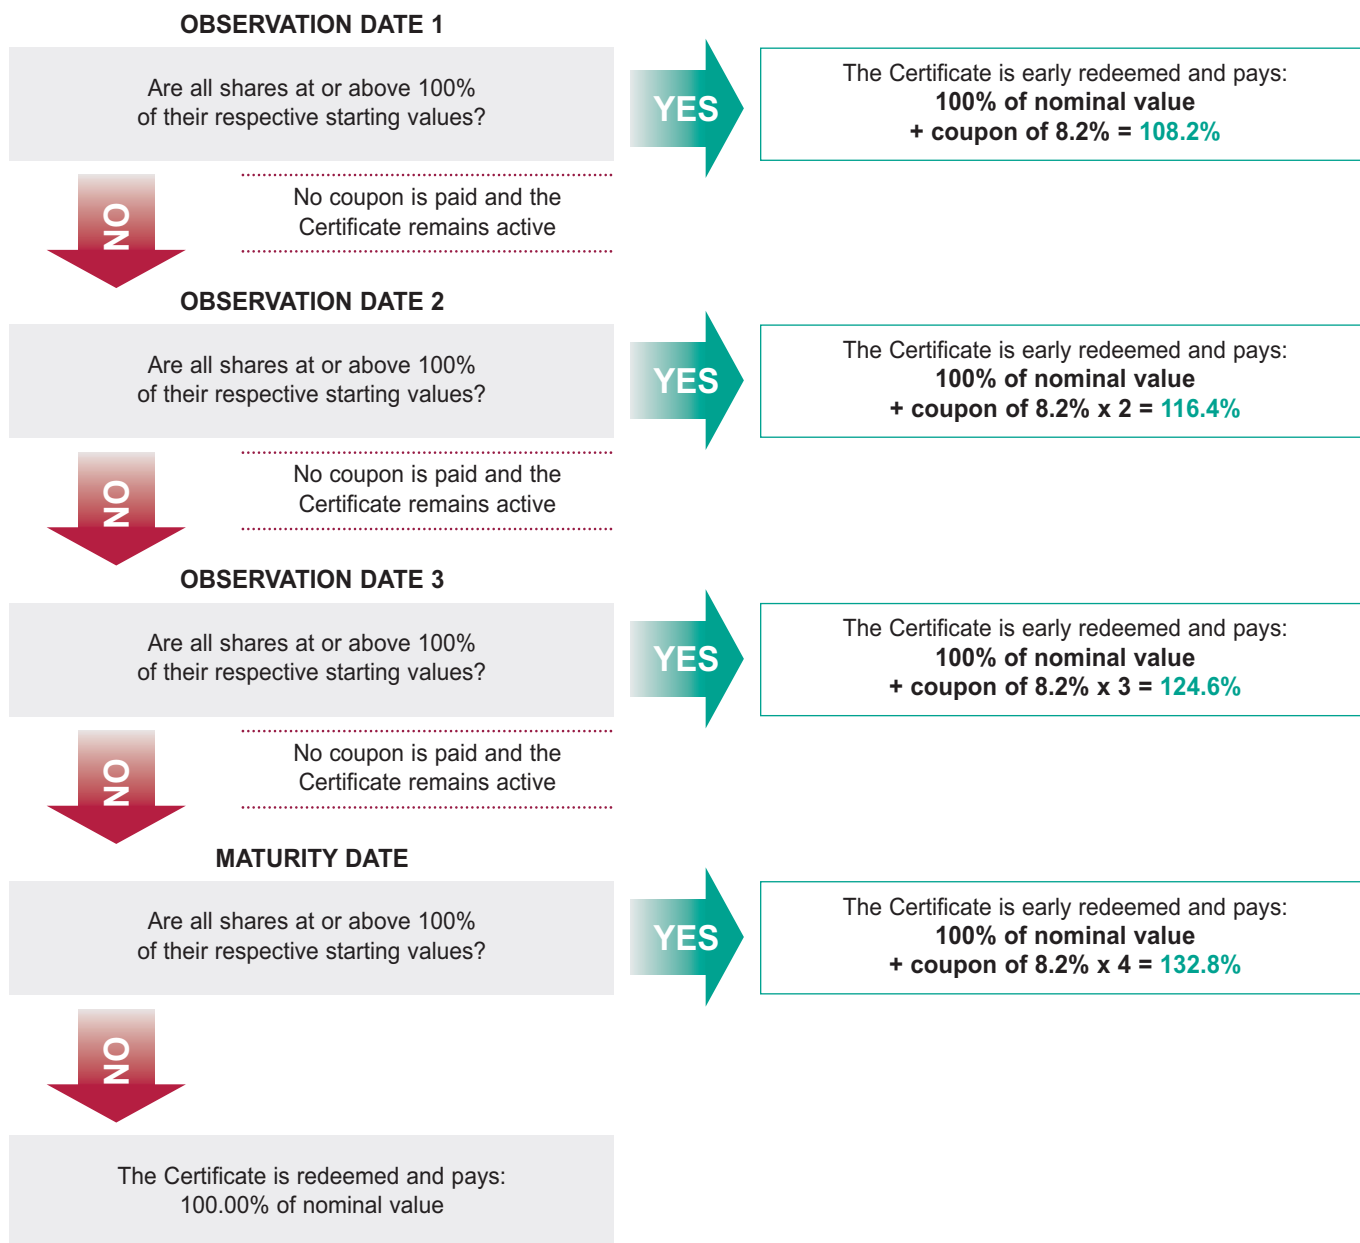 OBSERVATION DATE 1
Are all shares at or above 100%
of their respective starting values?
YES
The Certificate is early redeemed and pays:
100% of nominal value
+ coupon of 8.2% = 108.2%
NO
No coupon is paid and the
Certificate remains active
OBSERVATION DATE 2
Are all shares at or above 100%
of their respective starting values?
YES
The Certificate is early redeemed and pays:
100% of nominal value
+ coupon of 8.2% x 2 = 116.4%
NO
No coupon is paid and the
Certificate remains active
OBSERVATION DATE 3
Are all shares at or above 100%
of their respective starting values?
YES
The Certificate is early redeemed and pays:
100% of nominal value
+ coupon of 8.2% x 3 = 124.6%
NO
No coupon is paid and the
Certificate remains active
MATURITY DATE
Are all shares at or above 100%
of their respective starting values?
YES
The Certificate is early redeemed and pays:
100% of nominal value
+ coupon of 8.2% x 4 = 132.8%
NO
The Certificate is redeemed and pays:
100.00% of nominal value